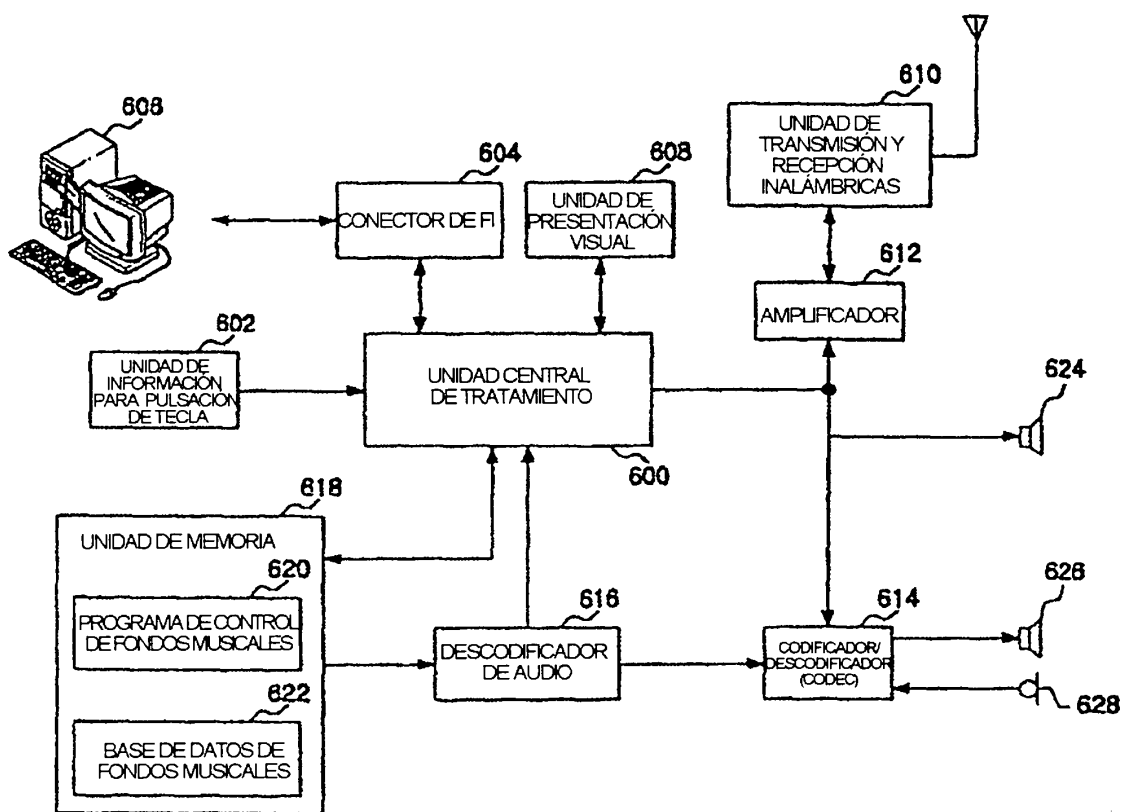 610
UNIDAD DE
TRANSMISIÓN Y
RECEPCIÓN
INALÁMBRICAS
606
604
CONECTOR DE FI
608
UNIDAD DE
PRESENTACIÓN
VISUAL
612
AMPLIFICADOR
602
UNIDAD DE
INFORMACIÓN
PARA PULSACIÓN
DE TECLA
UNIDAD CENTRAL
DE TRATAMIENTO
600
624
618
UNIDAD DE MEMORIA
620
PROGRAMA DE CONTROL
DE FONDOS MUSICALES
622
BASE DE DATOS DE
FONDOS MUSICALES
616
DESCODIFICADOR
DE AUDIO
614
CODIFICADOR/
DESCODIFICADOR
(CODEC)
626
628